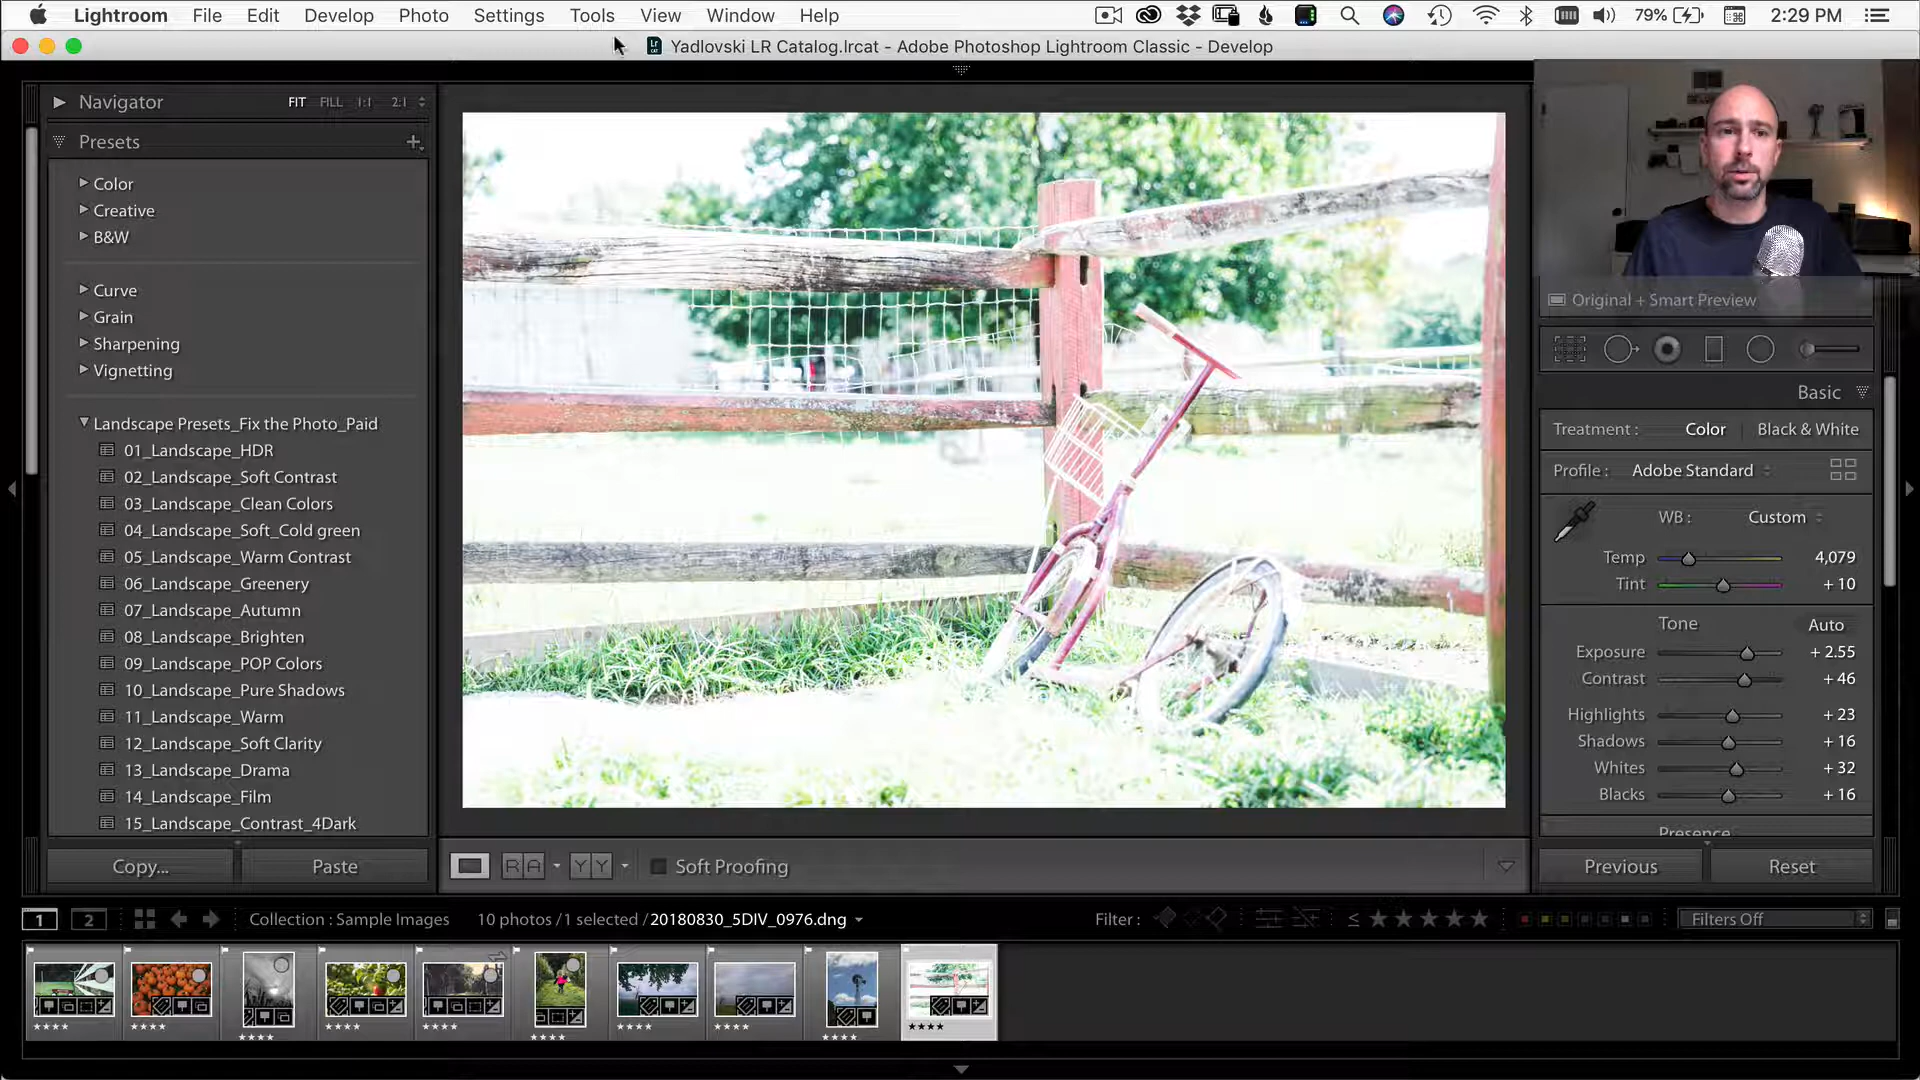 Lightroom File Edit Develop Photo Settings Tools View Window Help 79% 2:29 PM
Yadlovski LR Catalog.lrcat - Adobe Photoshop Lightroom Classic - Develop
Navigator FIT FILL 1:1 2:1
Presets
Color
Creative
B&W
Curve
Grain
Sharpening
Vignetting
Landscape Presets_Fix the Photo_Paid
01_Landscape_HDR
02_Landscape_Soft Contrast
03_Landscape_Clean Colors
04_Landscape_Soft_Cold green
05_Landscape_Warm Contrast
06_Landscape_Greenery
07_Landscape_Autumn
08_Landscape_Brighten
09_Landscape_POP Colors
10_Landscape_Pure Shadows
11_Landscape_Warm
12_Landscape_Soft Clarity
13_Landscape_Drama
14_Landscape_Film
15_Landscape_Contrast_4Dark
Copy... Paste
Original + Smart Preview
Basic
Treatment : Color Black & White
Profile : Adobe Standard
WB : Custom
Temp 4,079
Tint + 10
Tone Auto
Exposure + 2.55
Contrast + 46
Highlights + 23
Shadows + 16
Whites + 32
Blacks + 16
Presence
R A Y Y Soft Proofing
Previous Reset
1 2 Collection : Sample Images 10 photos / 1 selected / 20180830_5DIV_0976.dng Filter : ≤ ★★★★★ Filters Off